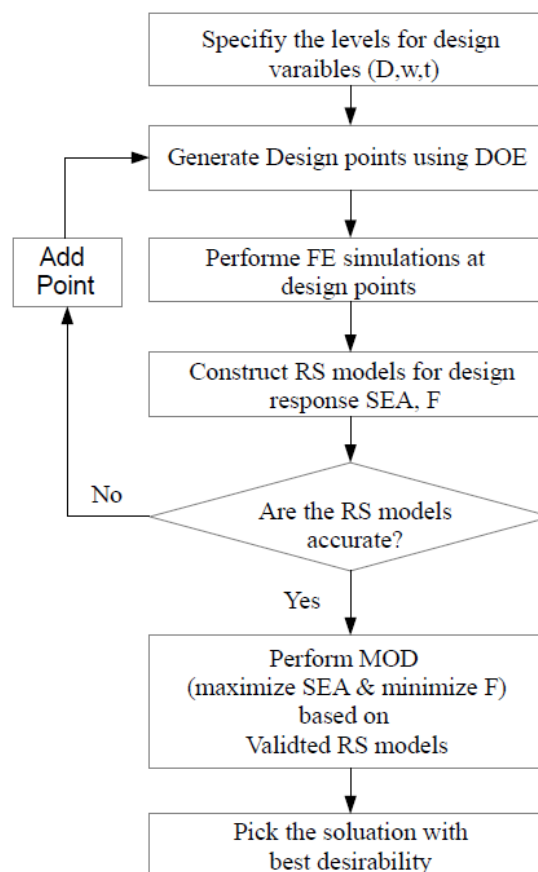 Specifiy the levels for design
varaibles (D,w,t)
Generate Design points using DOE
Add
Point
Performe FE simulations at
design points
Construct RS models for design
response SEA, F
No
Are the RS models
accurate?
Yes
Perform MOD
(maximize SEA & minimize F)
based on
Validted RS models
Pick the soluation with
best desirability